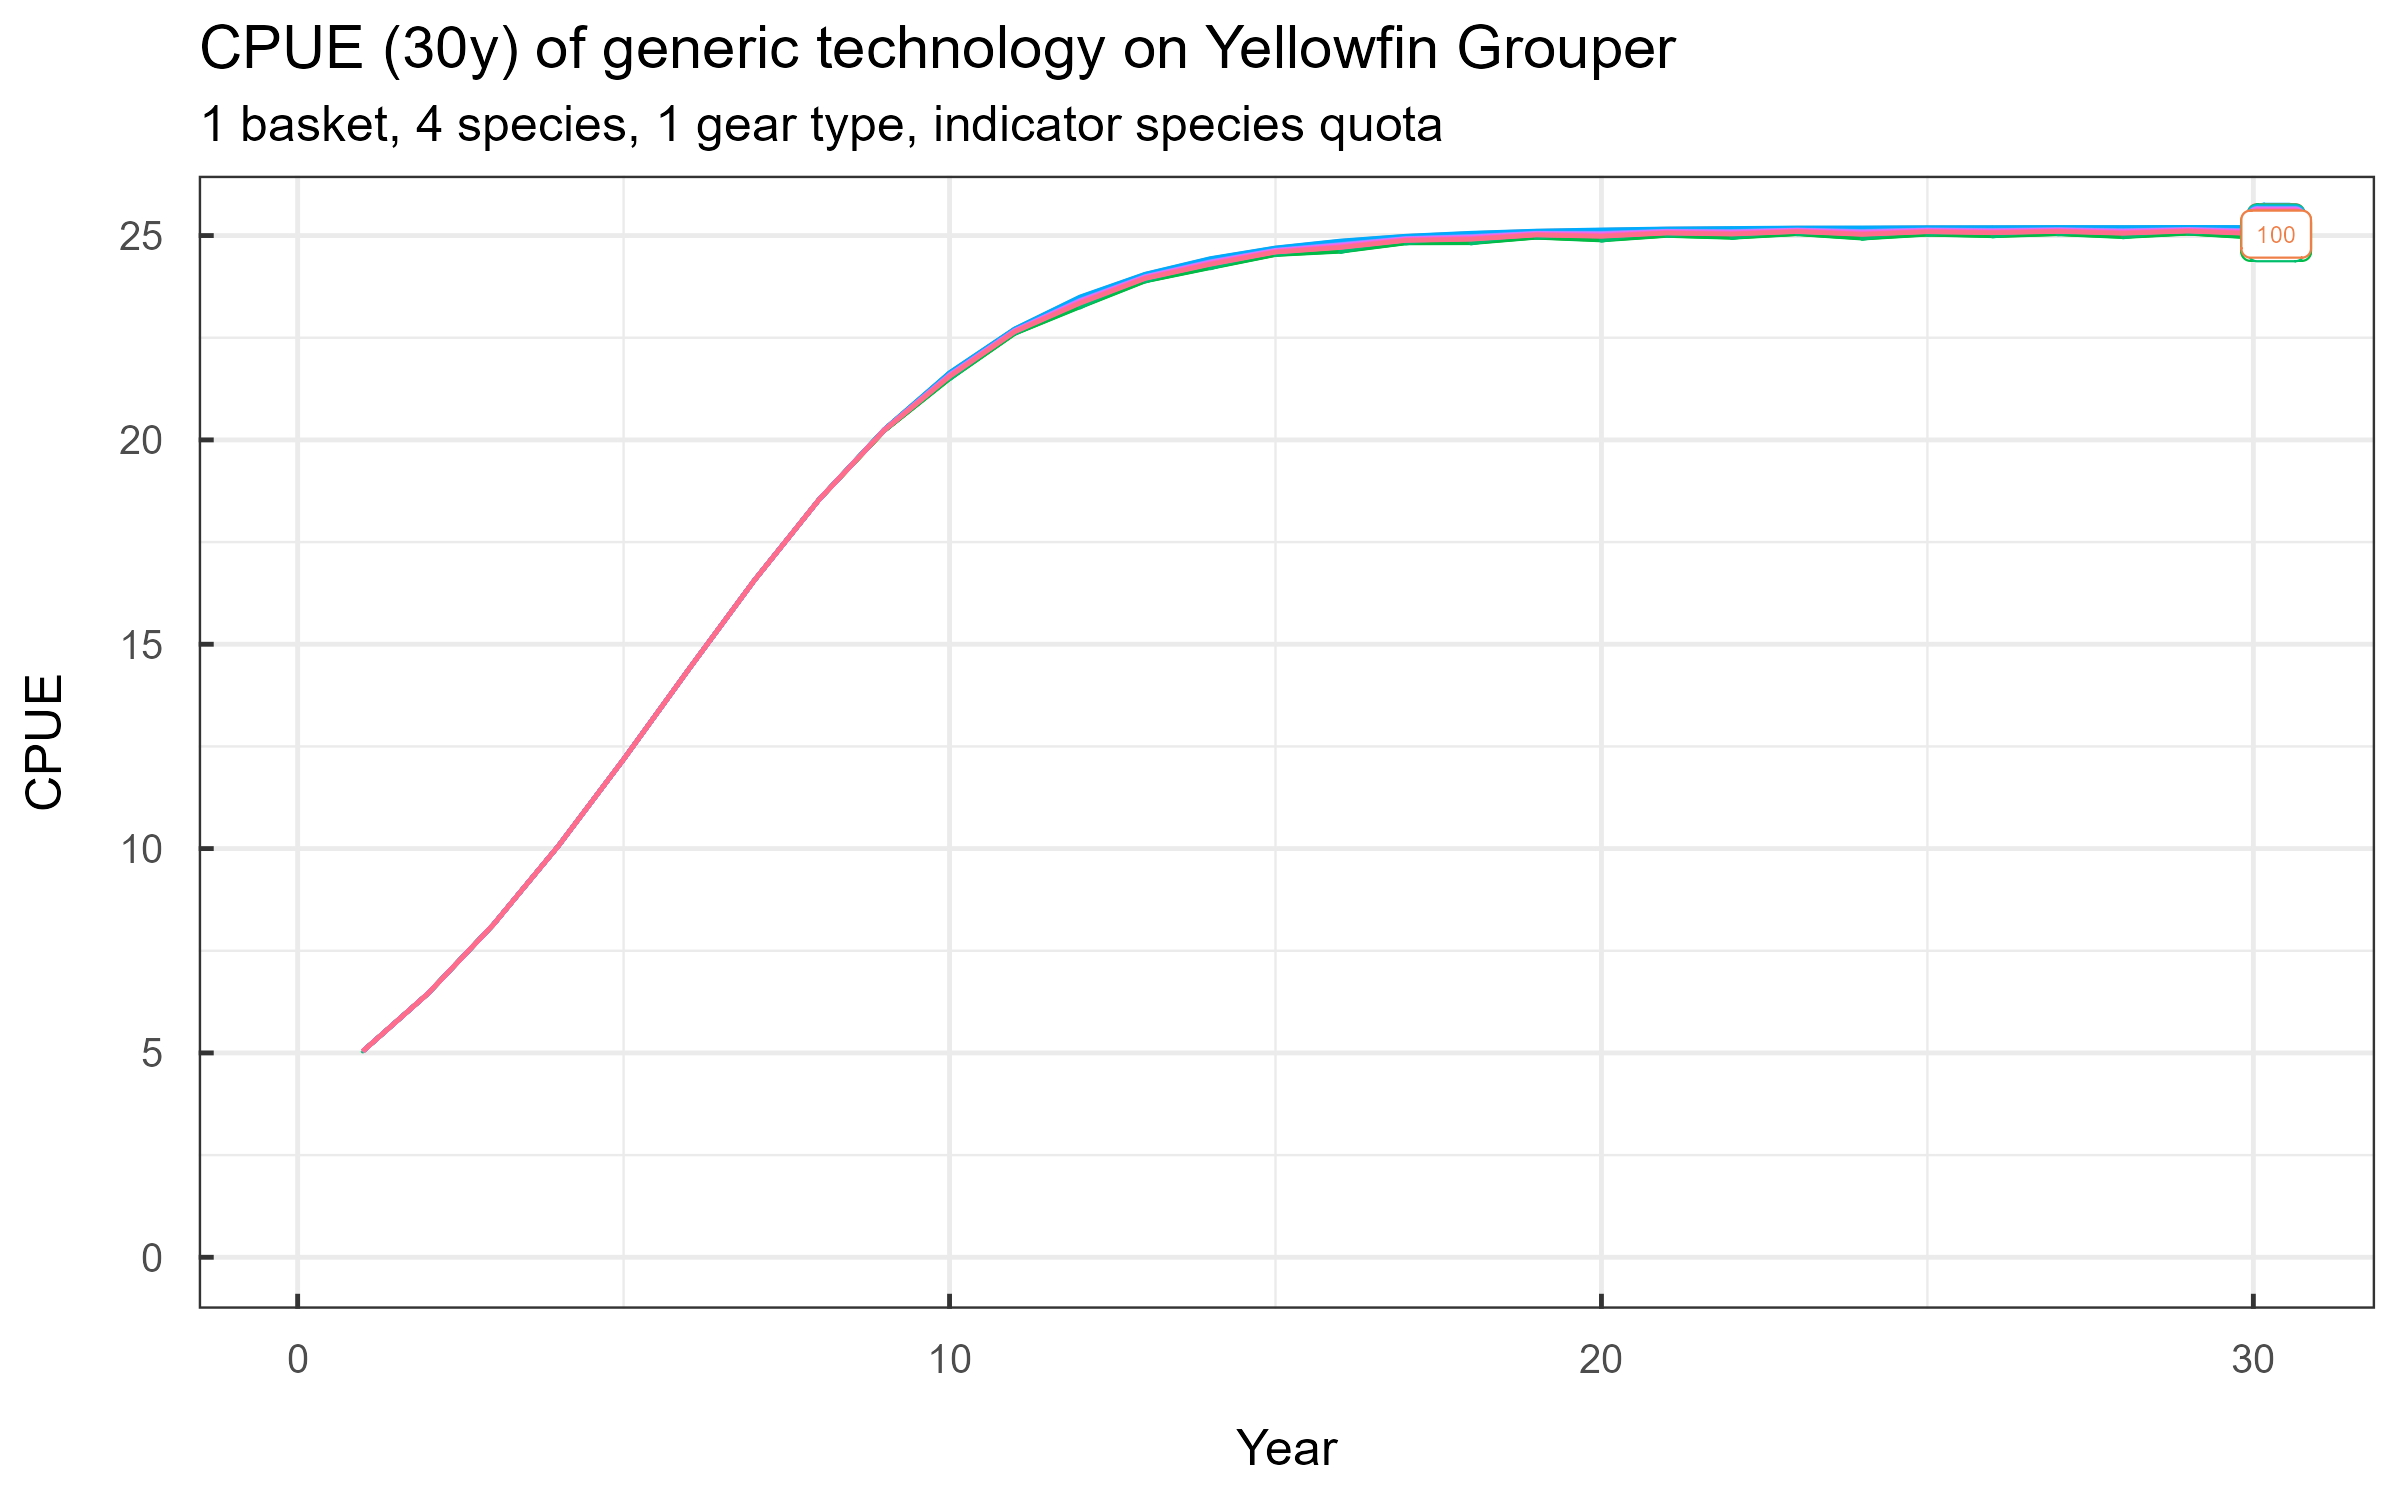 CPUE (30y) of generic technology on Yellowfin Grouper
1 basket, 4 species, 1 gear type, indicator species quota
25
20
15
10
5
0
CPUE
100
0
10
20
30
Year